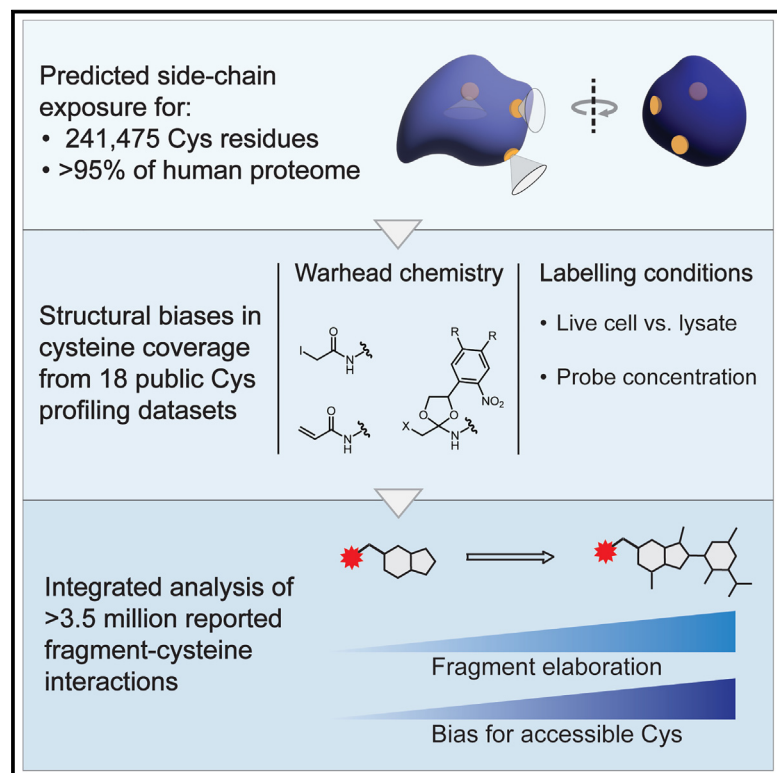 Predicted side-chain
exposure for:
• 241,475 Cys residues
• >95% of human proteome
Structural biases in
cysteine coverage
from 18 public Cys
profiling datasets
Warhead chemistry
I
O
N
H
O
N
H
R
R
NO2
O
O
X
N
H
Labelling conditions
• Live cell vs. lysate
• Probe concentration
Integrated analysis of
>3.5 million reported
fragment-cysteine
interactions
Fragment elaboration
Bias for accessible Cys